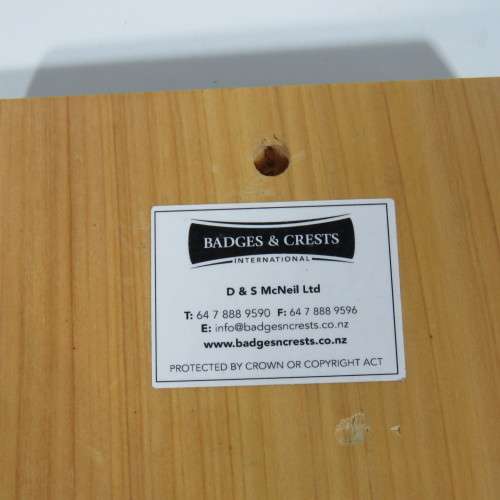 BADGES & CRESTS
INTERNATIONAL
D & S McNeil Ltd
T: 64 7 888 9590 F: 64 7 888 9596
E: info@badgesncrests.co.nz
www.badgesncrests.co.nz
PROTECTED BY CROWN OR COPYRIGHT ACT